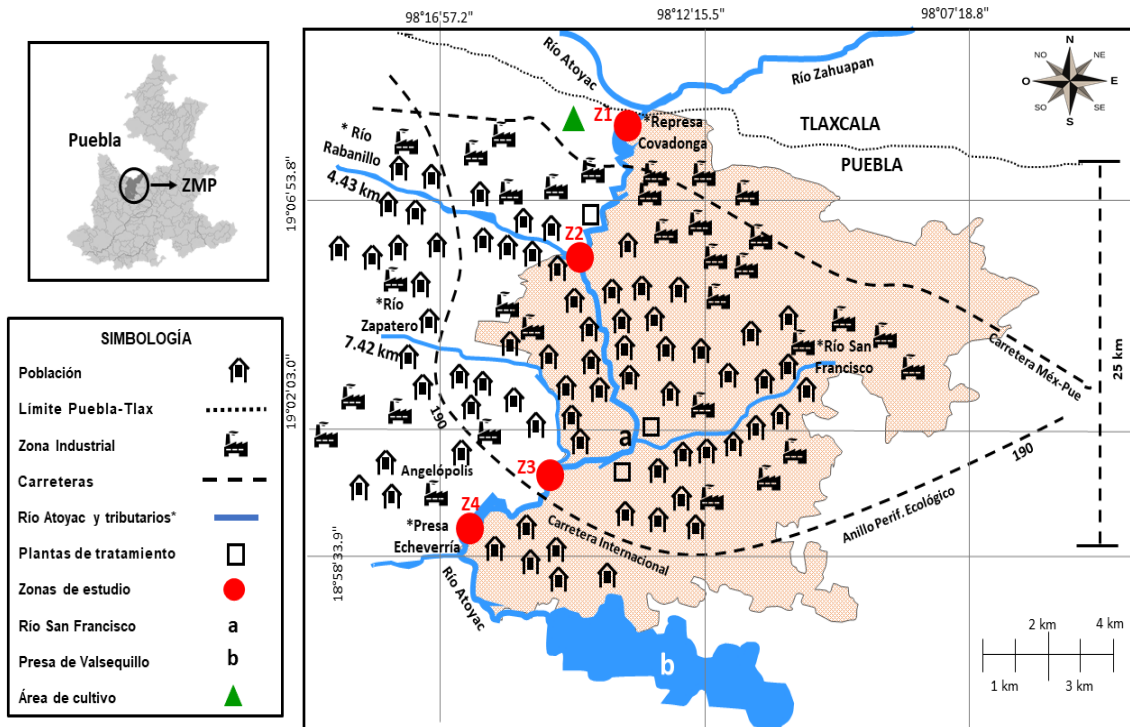 98°16'57.2"
98°12'15.5"
98°07'18.8"
Puebla
ZMP
SIMBOLOGÍA
Población
Límite Puebla-Tlax
Zona Industrial
Carreteras
Río Atoyac y tributarios*
Plantas de tratamiento
Zonas de estudio
Río San Francisco
a
Presa de Valsequillo
b
Área de cultivo
19°06'53.8"
19°02'03.0"
18°58'33.9"
Río Atoyac
Río Zahuapan
N
NO
NE
O
E
SO
SE
S
Z1
*Represa
Covadonga
TLAXCALA
PUEBLA
* Río
Rabanillo
4.43 km
Z2
*Río
Zapatero
7.42 km
*Río San
Francisco
Carretera Méx-Pue
25 km
190
a
Z3
Angelópolis
190
Z4
*Presa
Echeverría
Carretera Internacional
Anillo Perif. Ecológico
Río Atoyac
b
2 km
4 km
1 km
3 km